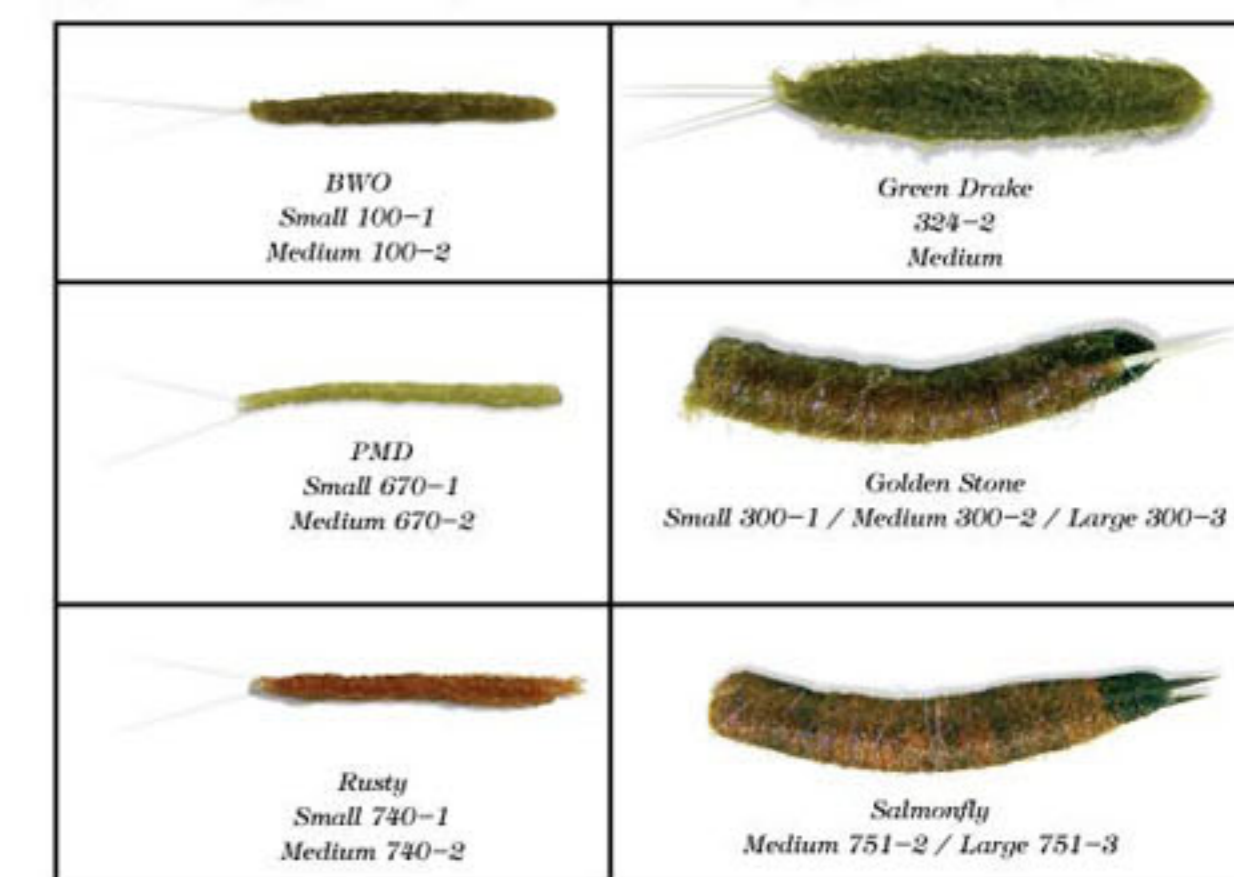 BWO
Small 100-1
Medium 100-2
Green Drake
324-2
Medium
PMD
Small 670-1
Medium 670-2
Golden Stone
Small 300-1 / Medium 300-2 / Large 300-3
Rusty
Small 740-1
Medium 740-2
Salmonfly
Medium 751-2 / Large 751-3